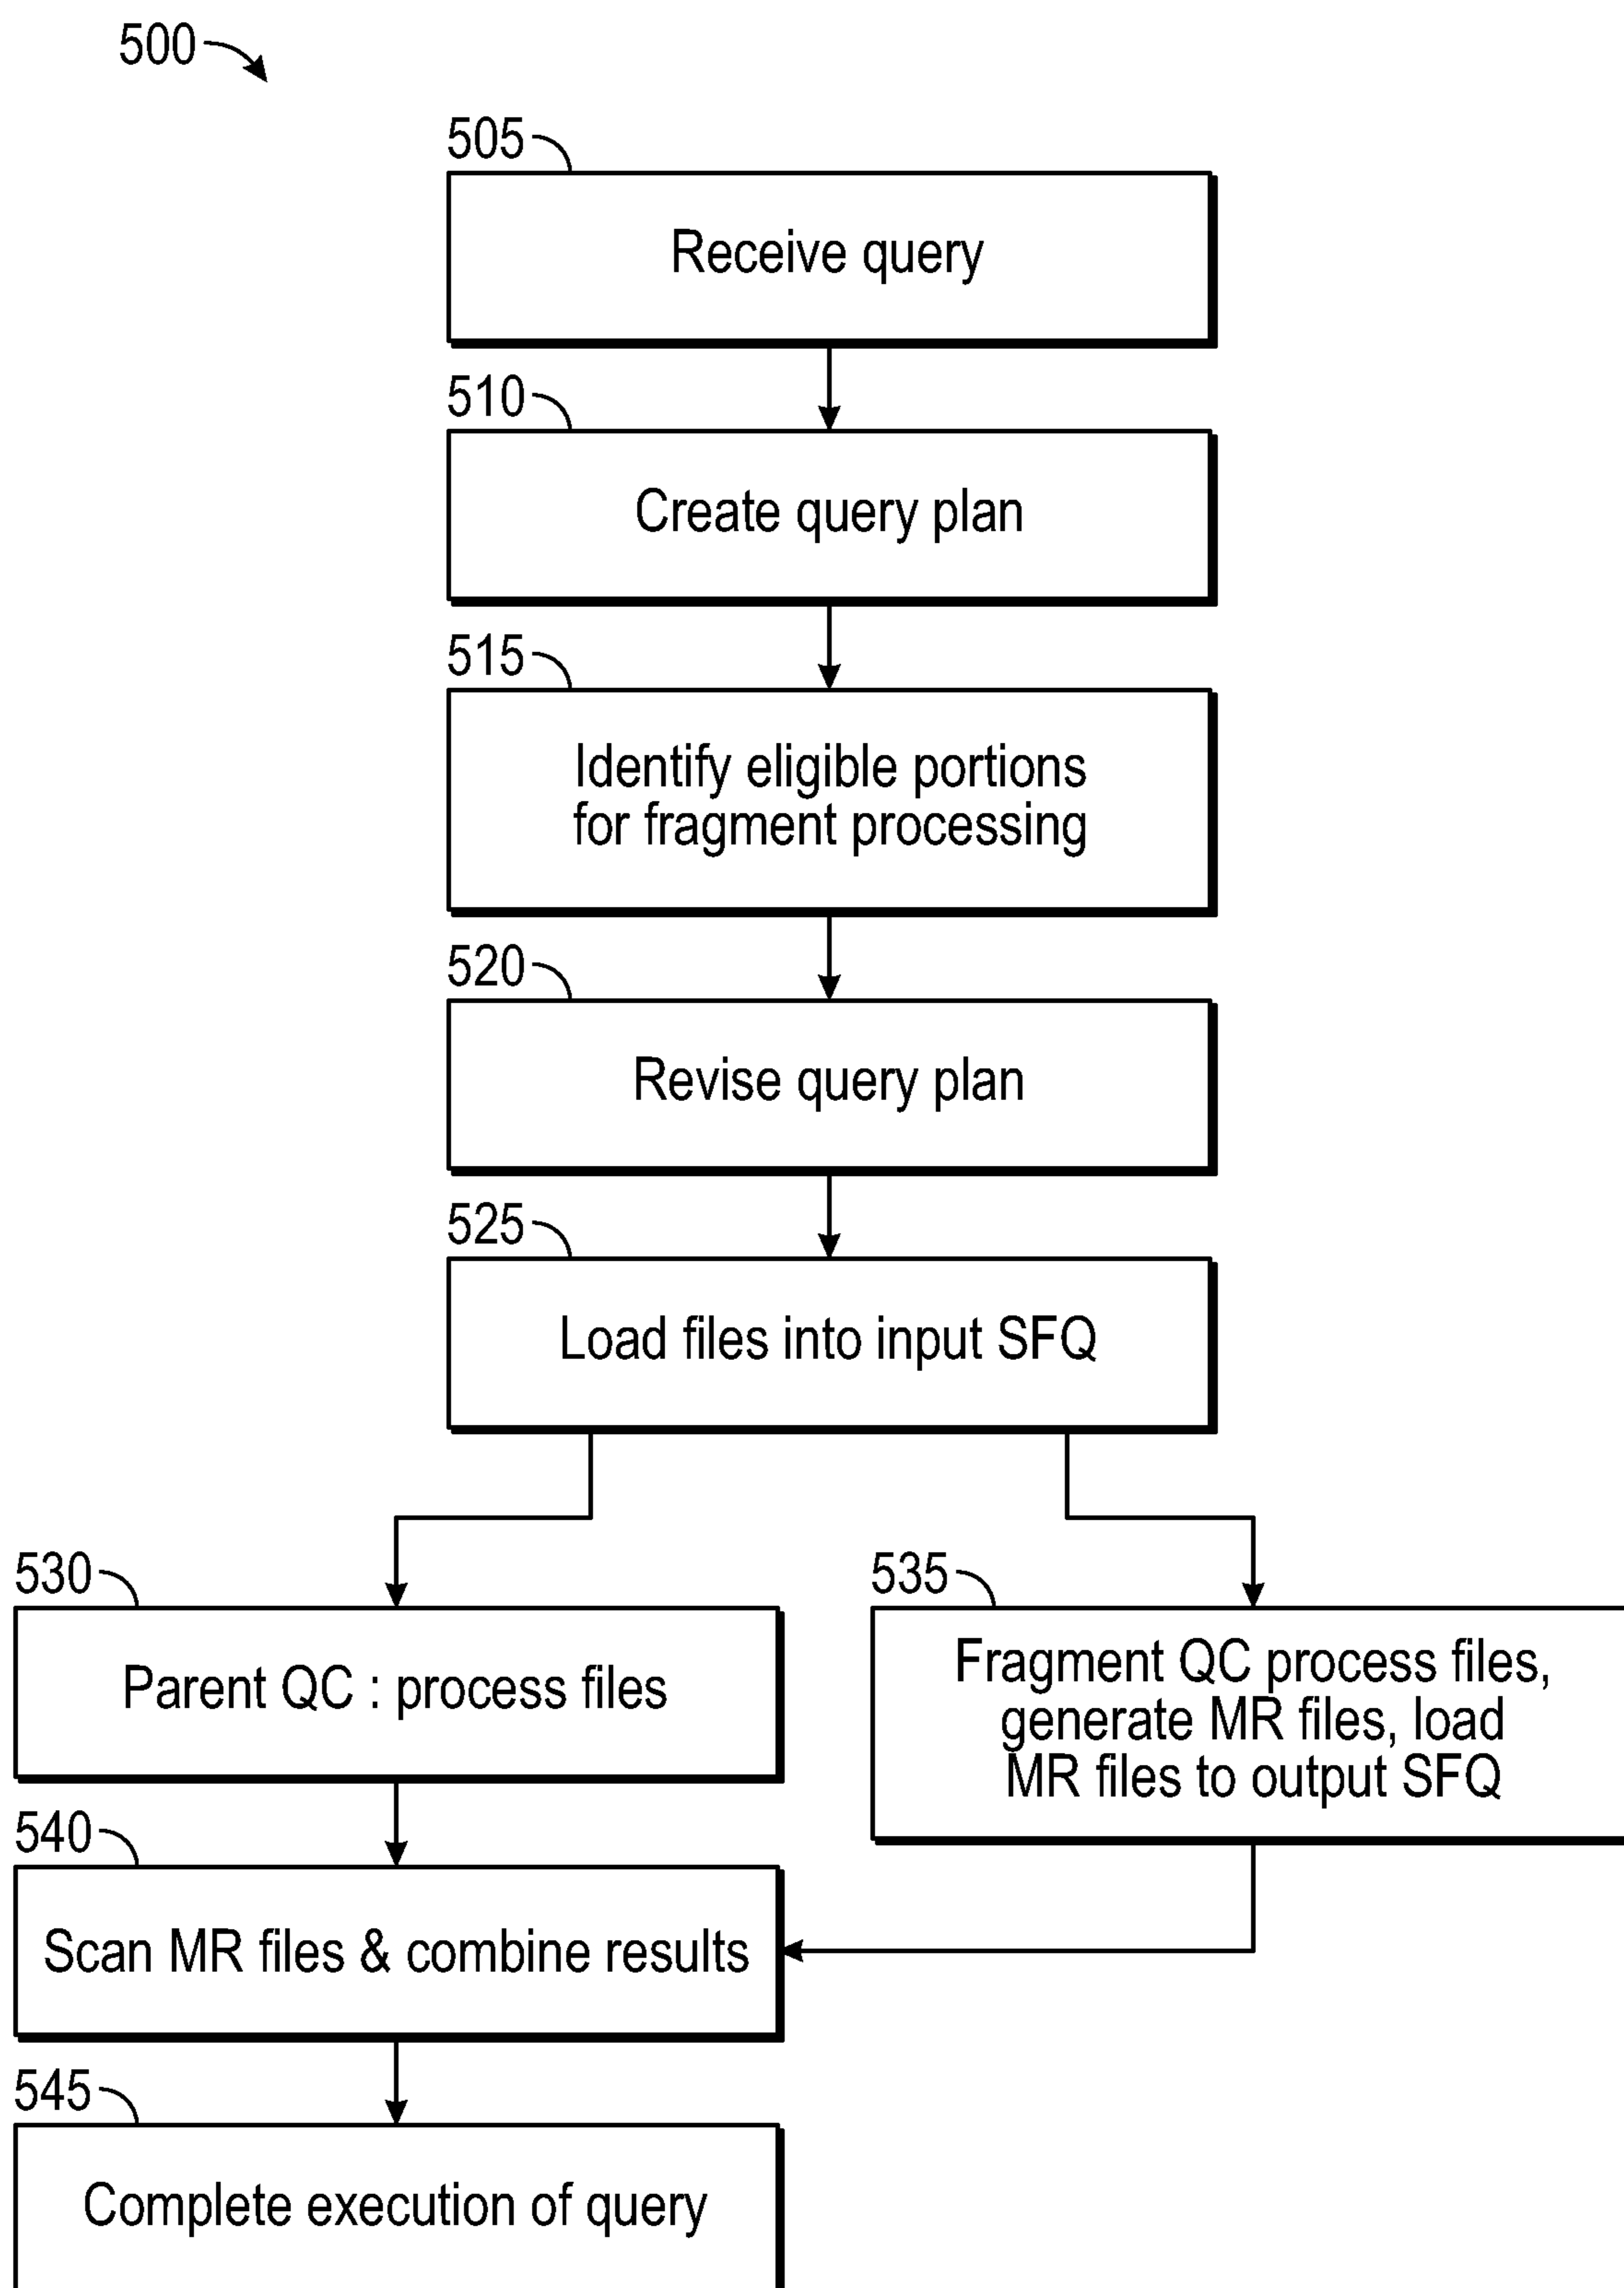 500
505
Receive query
510
Create query plan
515
Identify eligible portions
for fragment processing
520
Revise query plan
525
Load files into input SFQ
530
Parent QC : process files
535
Fragment QC process files,
generate MR files, load
MR files to output SFQ
540
Scan MR files & combine results
545
Complete execution of query